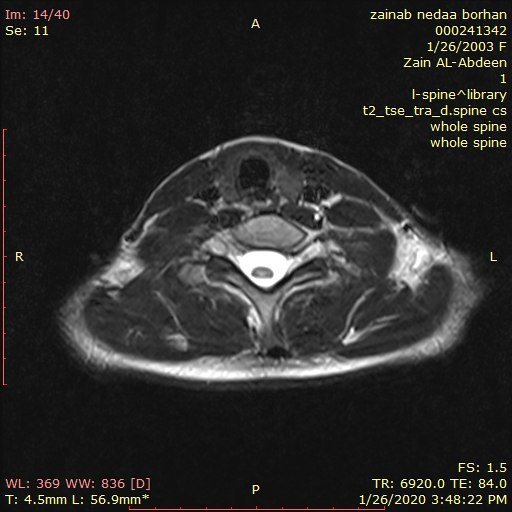 Im: 14/40
Se: 11
A
zainab nedaa borhan
000241342
1/26/2003 F
Zain AL-Abdeen
1
l-spine^library
t2_tse_tra_d.spine cs
whole spine
whole spine
R
L
WL: 369 WW: 836 [D]
T: 4.5mm L: 56.9mm*
P
FS: 1.5
TR: 6920.0 TE: 84.0
1/26/2020 3:48:22 PM